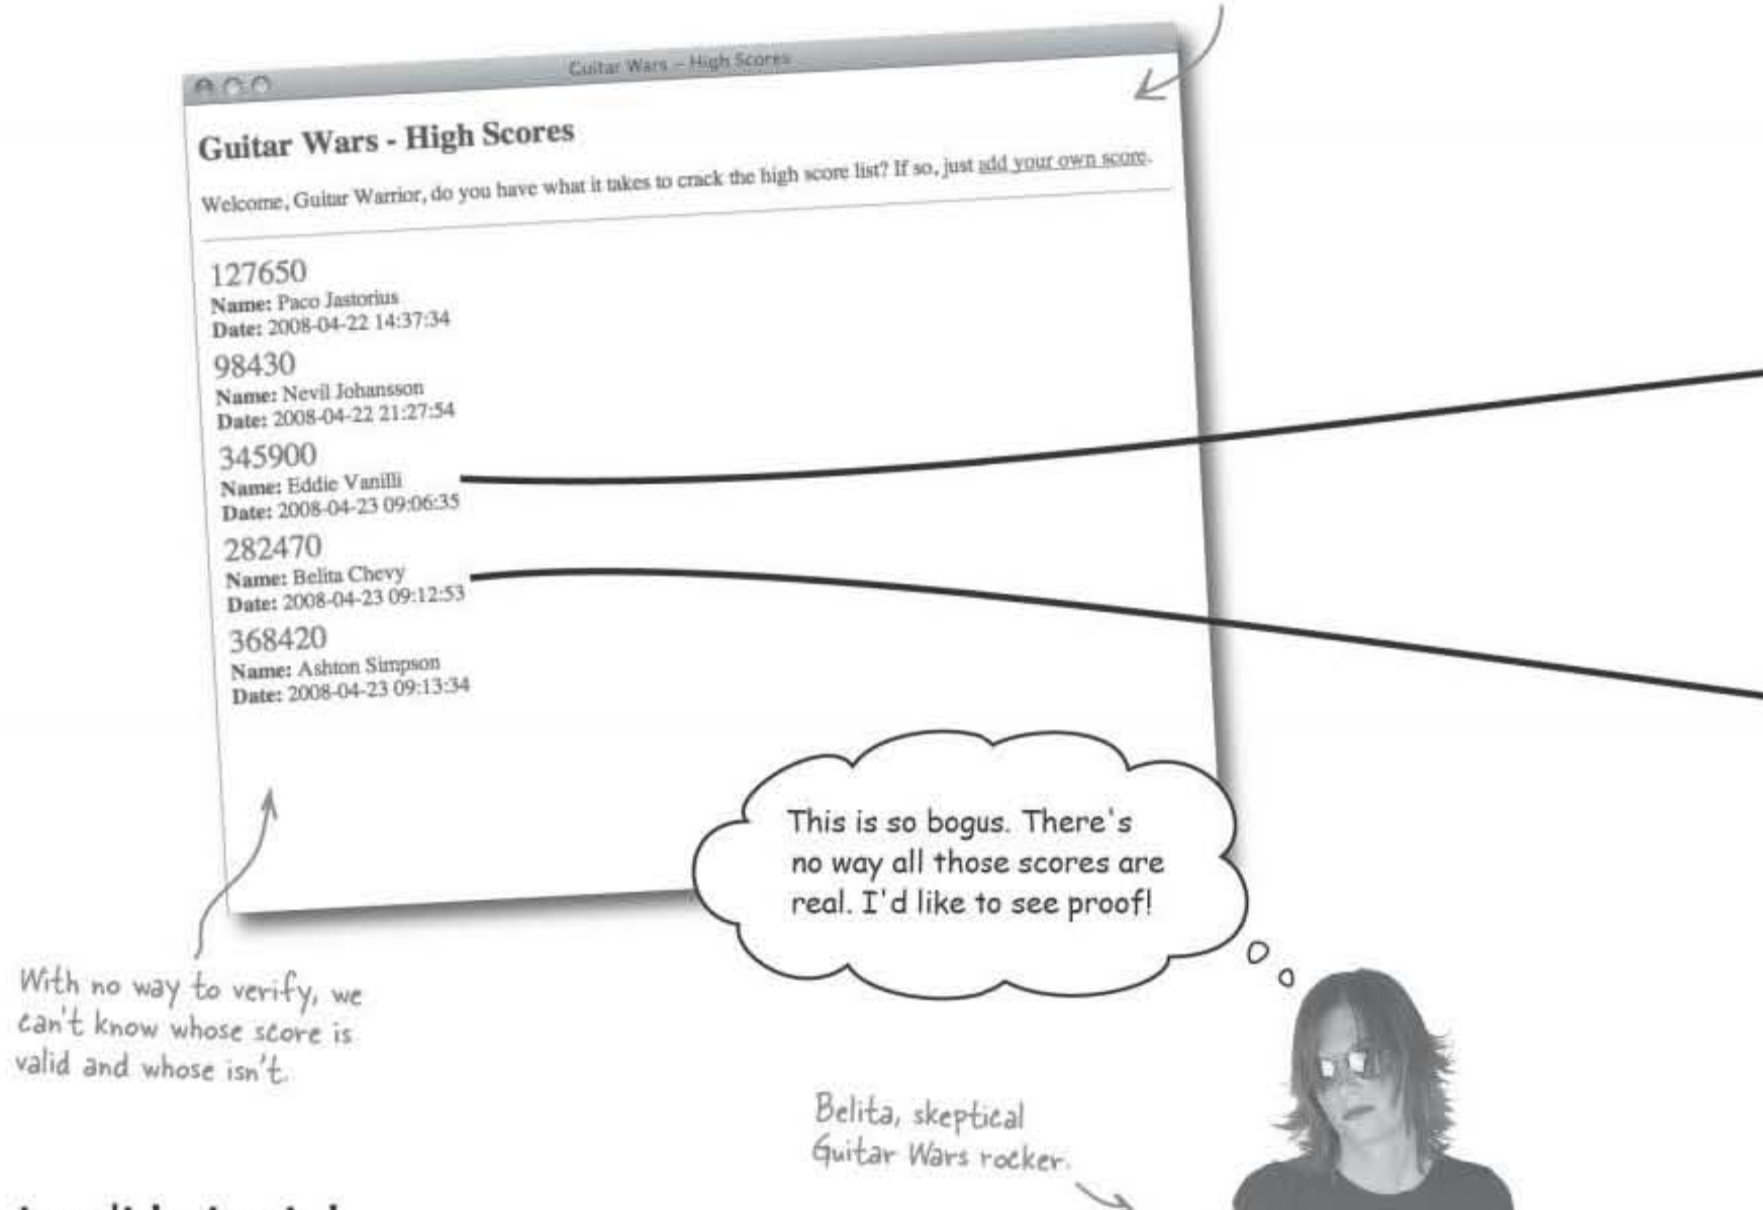 Guitar Wars – High Scores
Guitar Wars - High Scores
Welcome, Guitar Warrior, do you have what it takes to crack the high score list? If so, just add your own score.
127650
Name: Paco Jastorius
Date: 2008-04-22 14:37:34
98430
Name: Nevil Johansson
Date: 2008-04-22 21:27:54
345900
Name: Eddie Vanilli
Date: 2008-04-23 09:06:35
282470
Name: Belita Chevy
Date: 2008-04-23 09:12:53
368420
Name: Ashton Simpson
Date: 2008-04-23 09:13:34
This is so bogus. There's
no way all those scores are
real. I'd like to see proof!
With no way to verify, we
can't know whose score is
valid and whose isn't.
Belita, skeptical
Guitar Wars rocker.